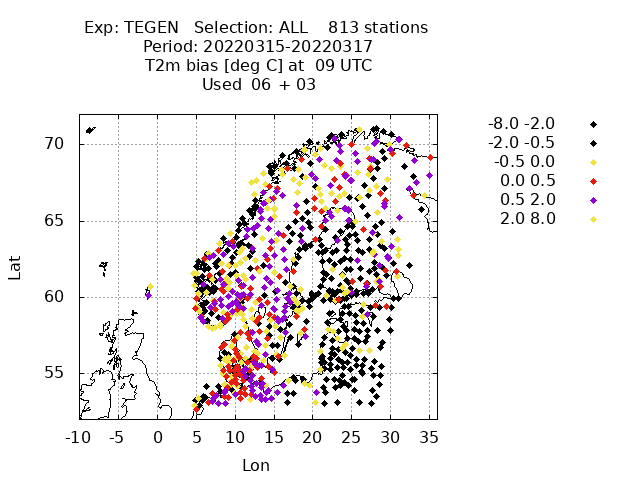 Exp: TEGEN   Selection: ALL    813 stations
Period: 20220315-20220317
T2m bias [deg C] at  09 UTC
Used  06 + 03
-8.0 -2.0
-2.0 -0.5
-0.5 0.0
0.0 0.5
0.5 2.0
2.0 8.0
70
65
60
55
Lat
-10 -5 0 5 10 15 20 25 30 35
Lon